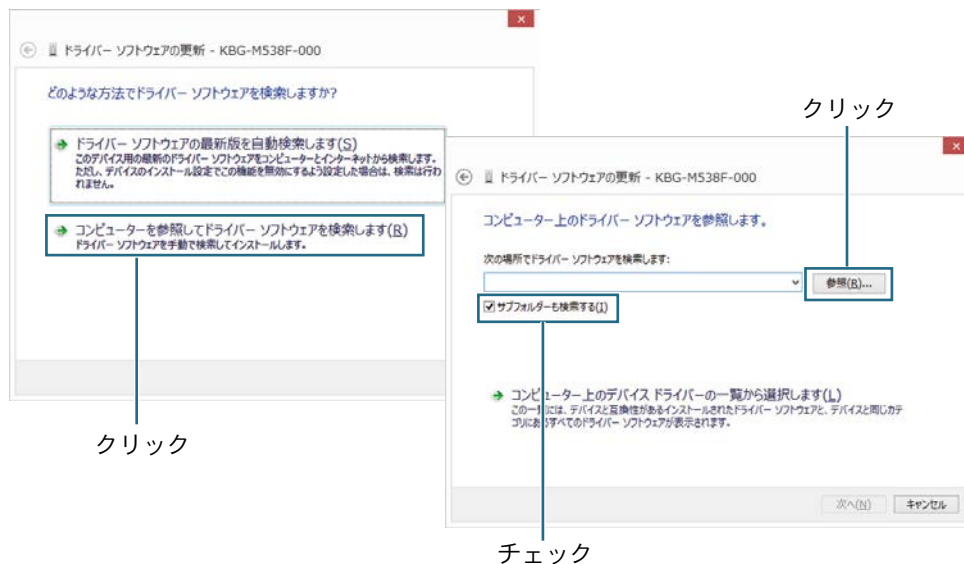 ドライバー ソフトウェアの更新 - KBG-M538F-000
どのような方法でドライバー ソフトウェアを検索しますか?
ドライバー ソフトウェアの最新版を自動検索します(S)
このデバイス用の最新のドライバー ソフトウェアをコンピューターとインターネットから検索します。
ただし、デバイスのインストール設定でこの機能を無効にするよう設定した場合は、検索は行わ
れません。
コンピューターを参照してドライバー ソフトウェアを検索します(R)
ドライバー ソフトウェアを手動で検索してインストールします。
クリック
クリック
ドライバー ソフトウェアの更新 - KBG-M538F-000
コンピューター上のドライバー ソフトウェアを参照します。
次の場所でドライバー ソフトウェアを検索します:
参照(R)...
サブフォルダーも検索する(I)
コンピューター上のデバイス ドライバーの一覧から選択します(L)
この一には、デバイスと互換性があるインストールされたドライバー ソフトウェアと、デバイスと同じカテ
ゴリにあすべてのドライバー ソフトウェアが表示されます。
次へ(N)
キャンセル
チェック